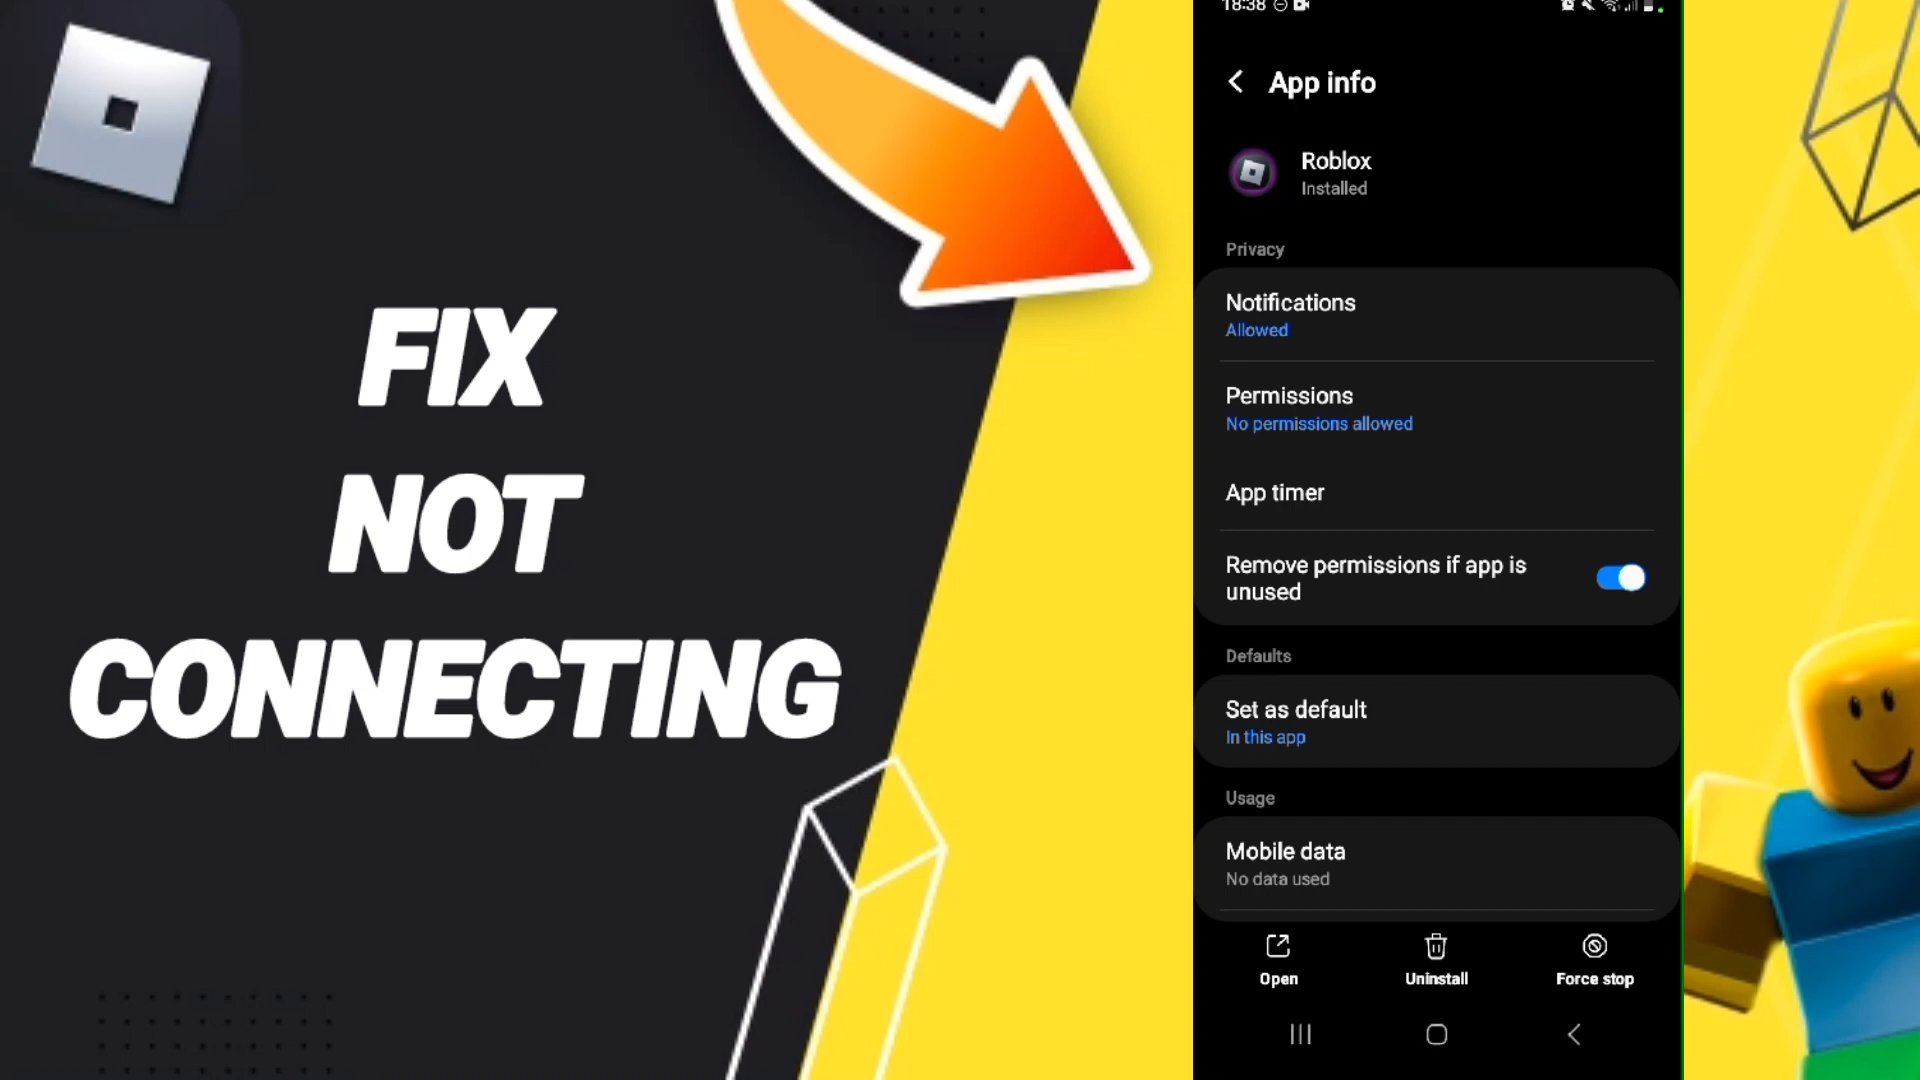 FIX
NOT
CONNECTING
18:38
App info
Roblox
Installed
Privacy
Notifications
Allowed
Permissions
No permissions allowed
App timer
Remove permissions if app is
unused
Defaults
Set as default
In this app
Usage
Mobile data
No data used
Open
Uninstall
Force stop